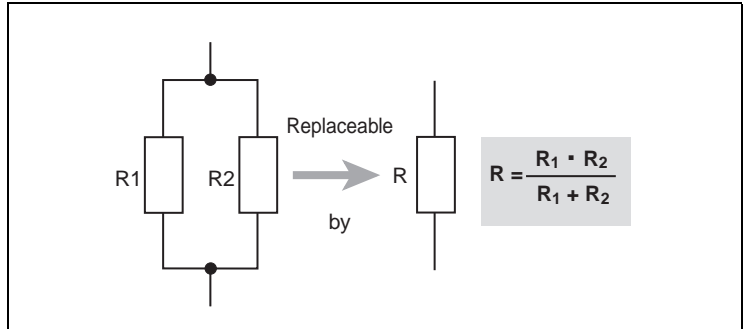 Replaceable
R1
R2
R
by
R = R₁ · R₂ / R₁ + R₂